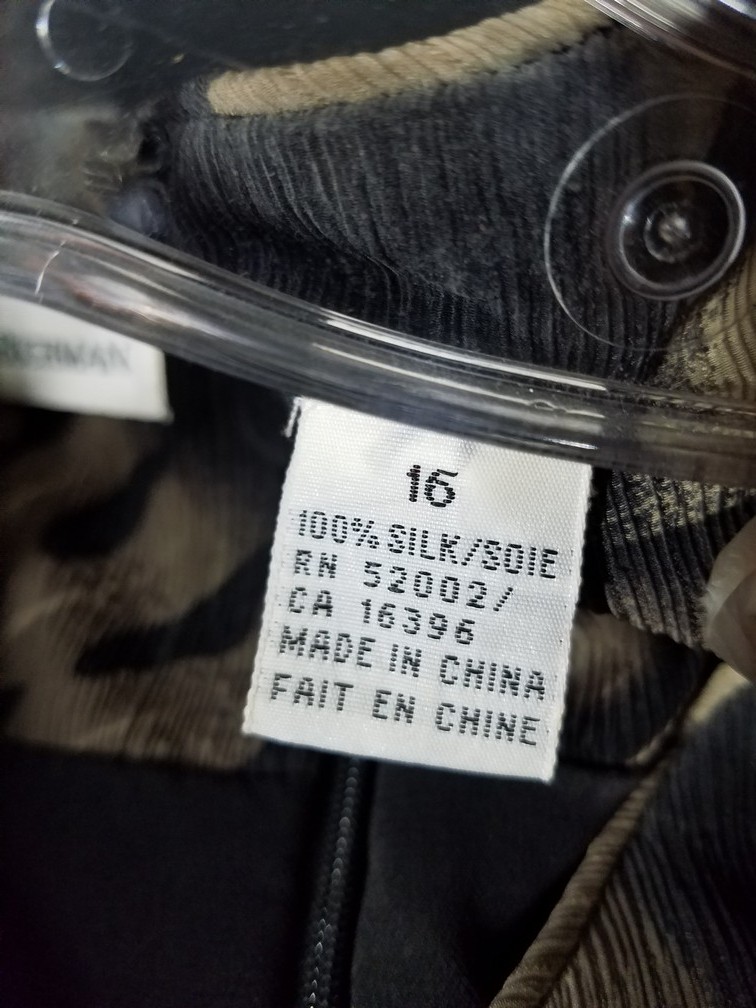 16
100% SILK/SOIE
RN 52002/
CA 16396
MADE IN CHINA
FAIT EN CHINE